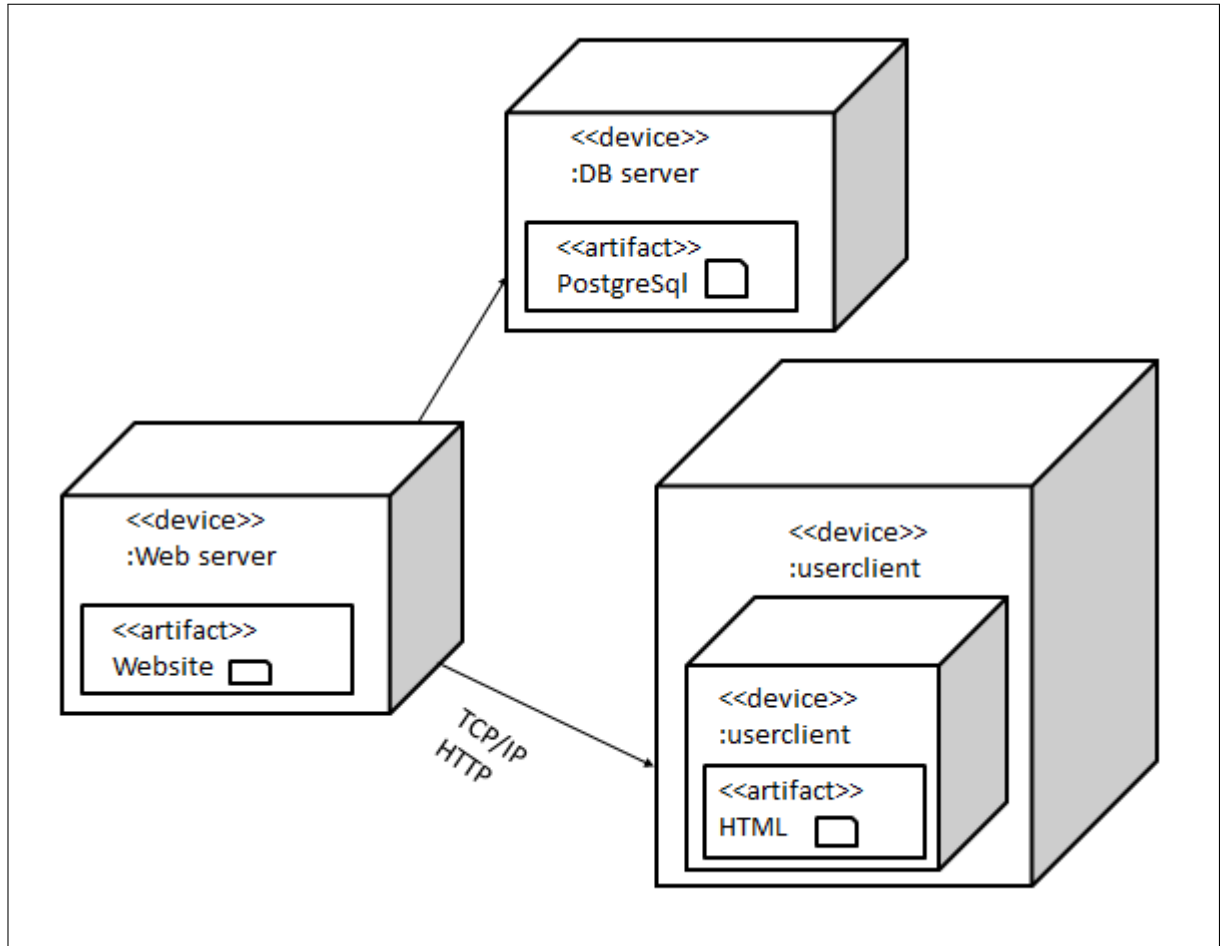 <<device>>
:DB server
<<artifact>>
PostgreSql
<<device>>
:Web server
<<artifact>>
Website
TCP/IP
HTTP
<<device>>
:userclient
<<device>>
:userclient
<<artifact>>
HTML